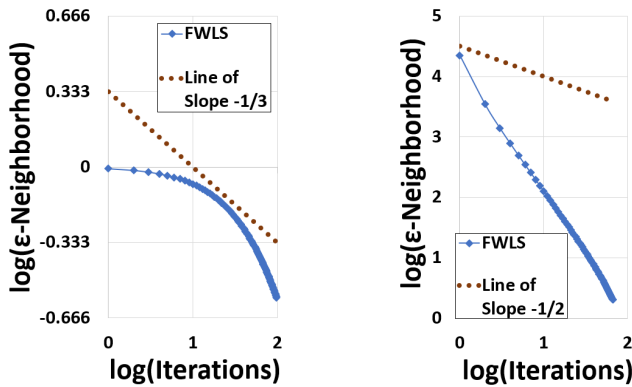 0.666
0.333
0
-0.333
-0.666
log(ε-Neighborhood)
FWLS
Line of
Slope -1/3
0
1
2
log(Iterations)
5
4
3
2
1
0
log(ε-Neighborhood)
FWLS
Line of
Slope -1/2
0
1
2
log(Iterations)